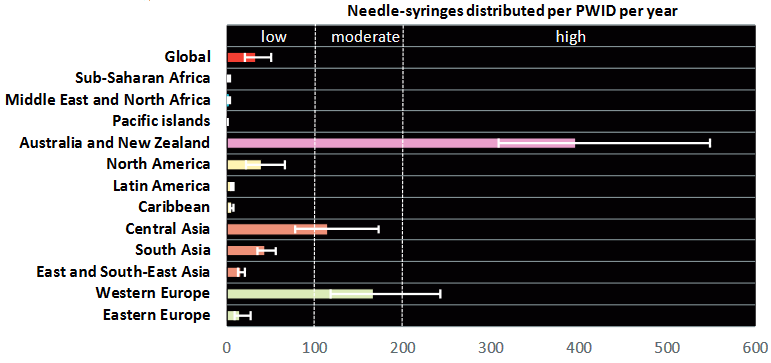 Needle-syringes distributed per PWID per year
low moderate high
Global
Sub-Saharan Africa
Middle East and North Africa
Pacific islands
Australia and New Zealand
North America
Latin America
Caribbean
Central Asia
South Asia
East and South-East Asia
Western Europe
Eastern Europe
0 100 200 300 400 500 600